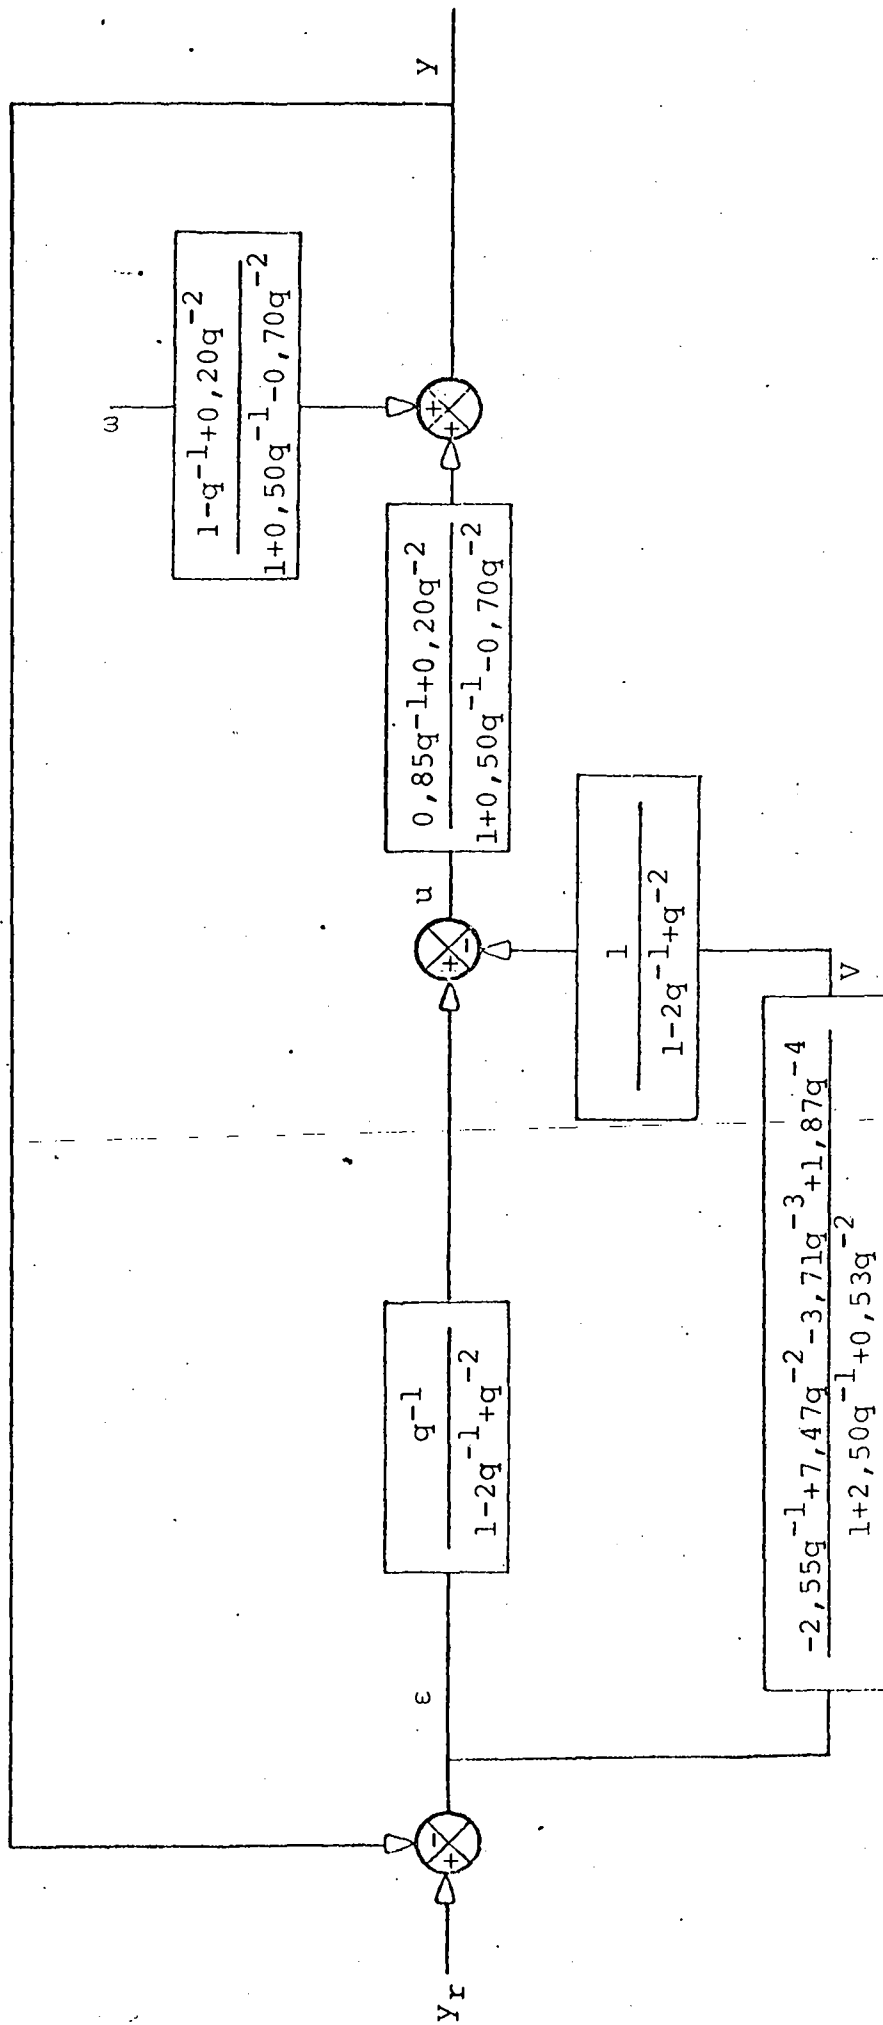 ω
1-q⁻¹+0,20q⁻²
1+0,50q⁻¹-0,70q⁻²
y_r
+
-
ε
q⁻¹
1-2q⁻¹+q⁻²
+
-
u
0,85q⁻¹+0,20q⁻²
1+0,50q⁻¹-0,70q⁻²
+
+
y
1
1-2q⁻¹+q⁻²
-2,55q⁻¹+7,47q⁻²-3,71q⁻³+1,87q⁻⁴
1+2,50q⁻¹+0,53q⁻²
V